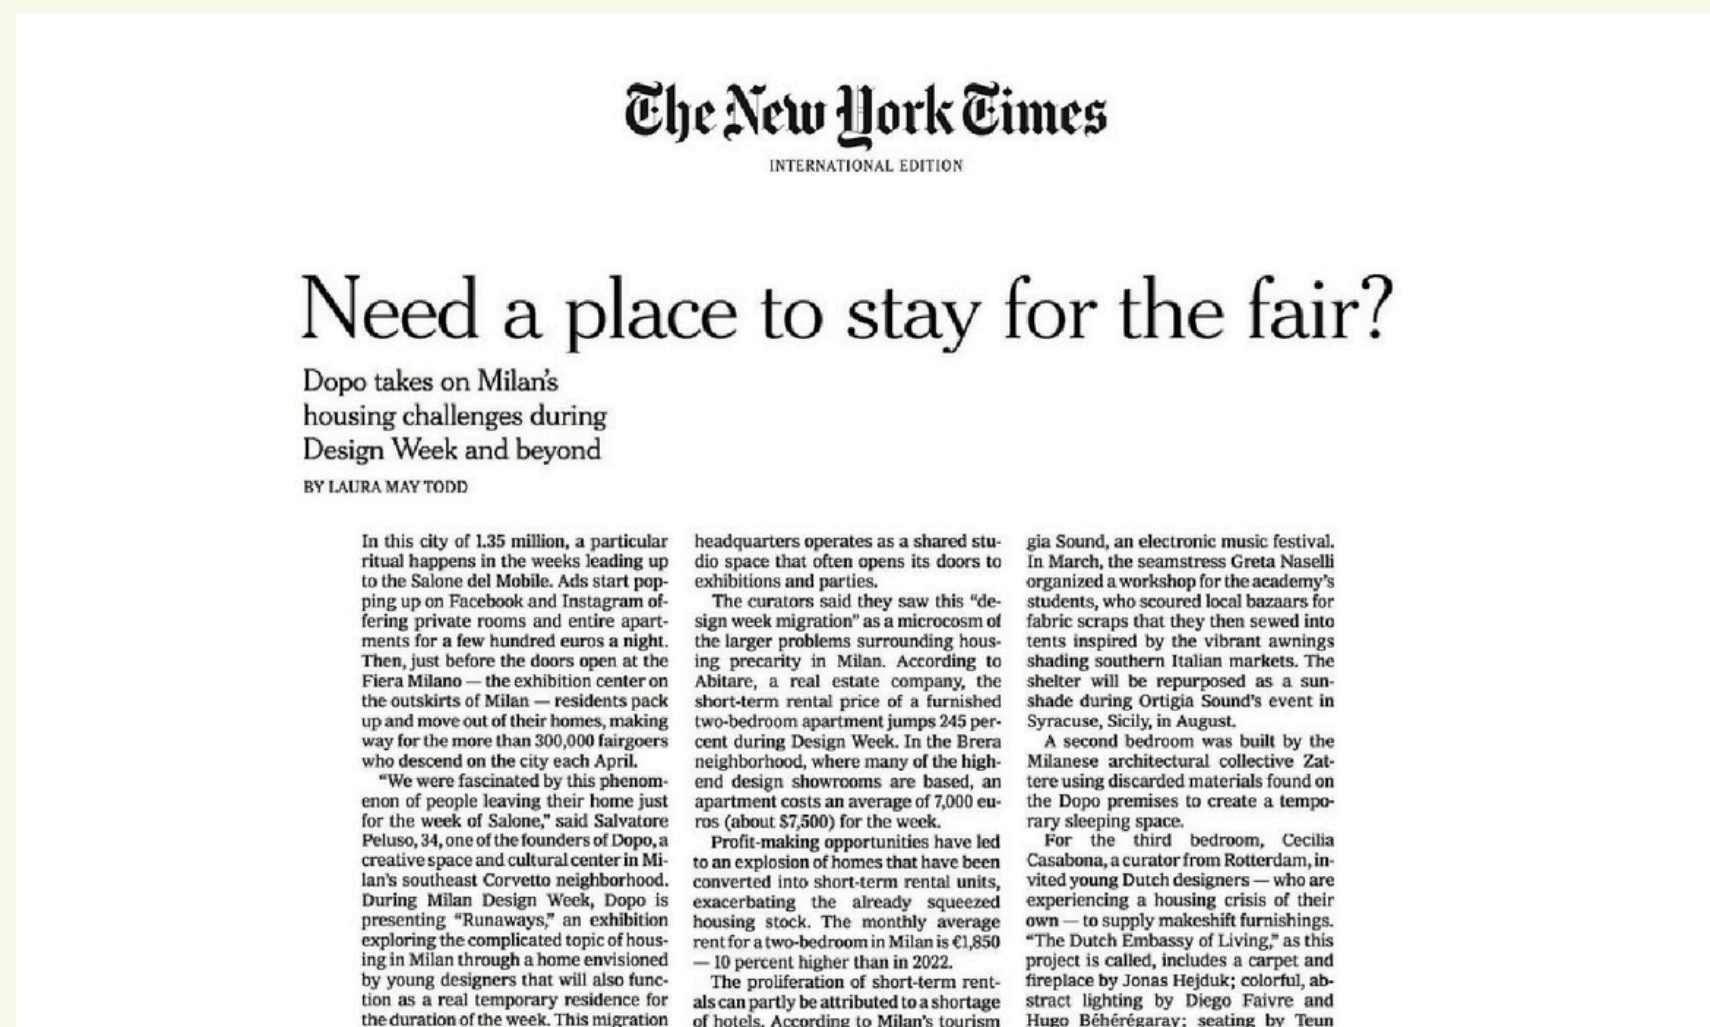 The New York Times
INTERNATIONAL EDITION
Need a place to stay for the fair?
Dopo takes on Milan's
housing challenges during
Design Week and beyond
BY LAURA MAY TODD
In this city of 1.35 million, a particular
ritual happens in the weeks leading up
to the Salone del Mobile. Ads start pop-
ping up on Facebook and Instagram of-
fering private rooms and entire apart-
ments for a few hundred euros a night.
Then, just before the doors open at the
Fiera Milano — the exhibition center on
the outskirts of Milan — residents pack
up and move out of their homes, making
way for the more than 300,000 fairgoers
who descend on the city each April.
“We were fascinated by this phenom-
enon of people leaving their home just
for the week of Salone,” said Salvatore
Peluso, 34, one of the founders of Dopo, a
creative space and cultural center in Mi-
lan's southeast Corvetto neighborhood.
During Milan Design Week, Dopo is
presenting “Runaways,” an exhibition
exploring the complicated topic of hous-
ing in Milan through a home envisioned
by young designers that will also func-
tion as a real temporary residence for
the duration of the week. This migration
headquarters operates as a shared stu-
dio space that often opens its doors to
exhibitions and parties.
The curators said they saw this “de-
sign week migration” as a microcosm of
the larger problems surrounding hous-
ing precarity in Milan. According to
Abitare, a real estate company, the
short-term rental price of a furnished
two-bedroom apartment jumps 245 per-
cent during Design Week. In the Brera
neighborhood, where many of the high-
end design showrooms are based, an
apartment costs an average of 7,000 eu-
ros (about $7,500) for the week.
Profit-making opportunities have led
to an explosion of homes that have been
converted into short-term rental units,
exacerbating the already squeezed
housing stock. The monthly average
rent for a two-bedroom in Milan is €1,850
— 10 percent higher than in 2022.
The proliferation of short-term rent-
als can partly be attributed to a shortage
of hotels. According to Milan's tourism
gia Sound, an electronic music festival.
In March, the seamstress Greta Naselli
organized a workshop for the academy's
students, who scoured local bazaars for
fabric scraps that they then sewed into
tents inspired by the vibrant awnings
shading southern Italian markets. The
shelter will be repurposed as a sun-
shade during Ortigia Sound's event in
Syracuse, Sicily, in August.
A second bedroom was built by the
Milanese architectural collective Zat-
tere using discarded materials found on
the Dopo premises to create a tempo-
rary sleeping space.
For the third bedroom, Cecilia
Casabona, a curator from Rotterdam, in-
vited young Dutch designers — who are
experiencing a housing crisis of their
own — to supply makeshift furnishings.
“The Dutch Embassy of Living,” as this
project is called, includes a carpet and
fireplace by Jonas Hejduk; colorful, ab-
stract lighting by Diego Faivre and
Hugo Béhérégaray; seating by Teun